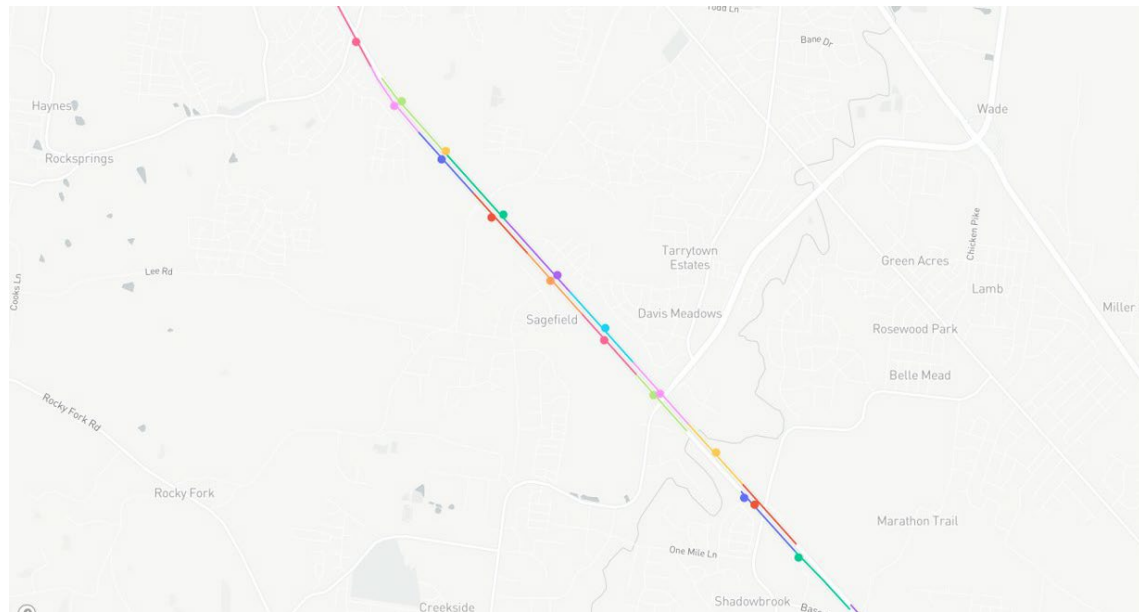 Todd Ln
Bane Dr
Haynes
Wade
Rocksprings
Chicken Pike
Tarrytown
Estates
Green Acres
Lee Rd
Cooks Ln
Lamb
Miller
Sagefield
Davis Meadows
Rosewood Park
Belle Mead
Rocky Fork Rd
Rocky Fork
Marathon Trail
One Mile Ln
Creekside
Shadowbrook